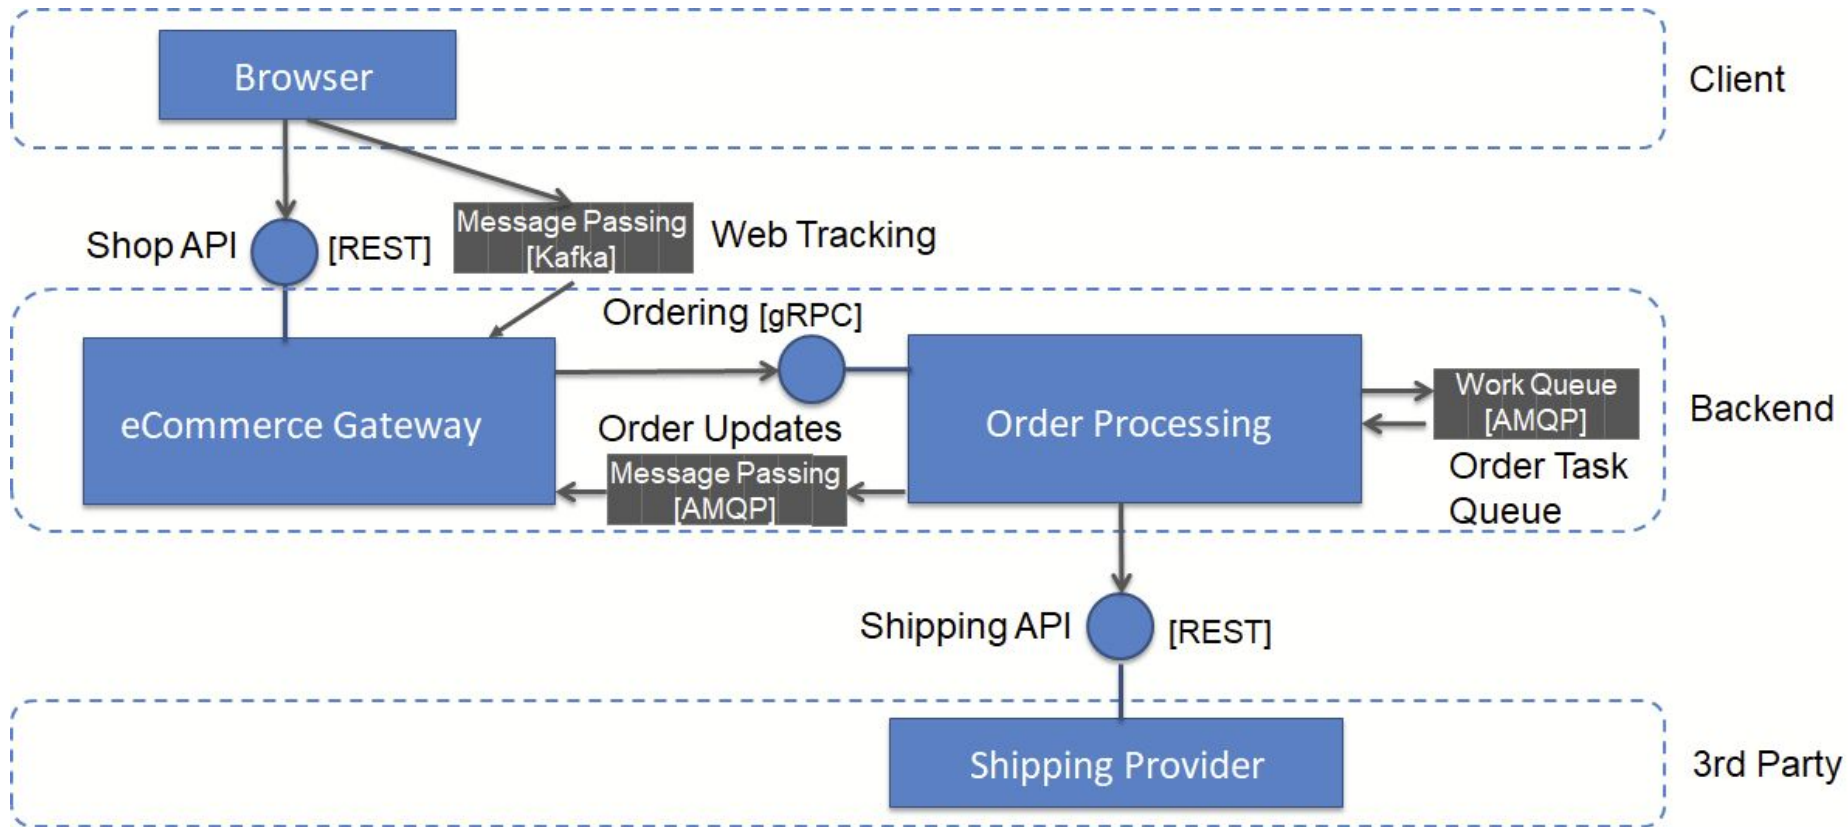 Browser
Client
Shop API
[REST]
Message Passing
[Kafka]
Web Tracking
Ordering [gRPC]
eCommerce Gateway
Order Updates
Message Passing
[AMQP]
Order Processing
Work Queue
[AMQP]
Order Task
Queue
Backend
Shipping API
[REST]
Shipping Provider
3rd Party